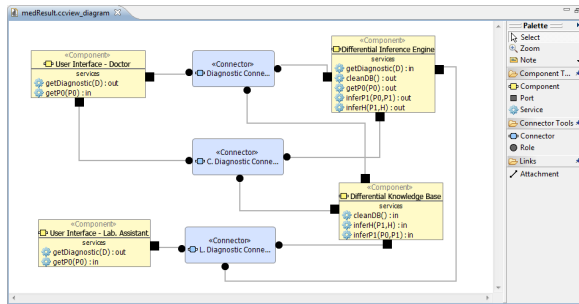 medResult.ccview_diagram
«Component»
User Interface - Doctor
services
getDiagnostic(D) : out
getP0(P0) : in
«Connector»
Diagnostic Conne...
«Component»
Differential Inference Engine
services
getDiagnostic(D) : in
cleanDB() : out
getP0(P0) : out
inferP1(P0,P1) : out
inferH(P1,H) : out
«Connector»
C. Diagnostic Conne...
«Component»
Differential Knowledge Base
services
cleanDB() : in
inferH(P1,H) : in
inferP1(P0,P1) : in
«Component»
User Interface - Lab. Assistant
services
getDiagnostic(D) : out
getP0(P0) : in
«Connector»
L. Diagnostic Conne...
Palette
Select
Zoom
Note
Component T...
Component
Port
Service
Connector Tools
Connector
Role
Links
Attachment